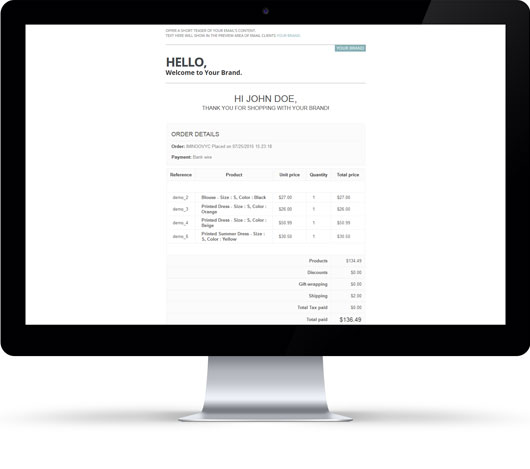 OFFER A SHORT TEASER OF YOUR EMAIL'S CONTENT.
TEXT HERE WILL SHOW IN THE PREVIEW AREA OF EMAIL CLIENTS YOUR BRAND.
YOUR BRAND
HELLO,
Welcome to Your Brand.
HI JOHN DOE,
THANK YOU FOR SHOPPING WITH YOUR BRAND!
ORDER DETAILS
Order: Placed on 07/25/2016 15:33:18
Payment: Bank wire
Reference Product Unit price Quantity Total price
demo_2 Blouse : Size : S, Color : Black $27.00 1 $27.00
demo_3 Printed Dress - Size : S, Color : $26.00 1 $26.00
Orange
demo_4 Printed Dress - Size : S, Color : $50.99 1 $50.99
Beige
demo_5 Printed Summer Dress - Size : $30.50 1 $30.50
S, Color : Yellow
Products $134.49
Discounts $0.00
Gift-wrapping $0.00
Shipping $2.00
Total Tax paid $0.00
Total paid $136.49